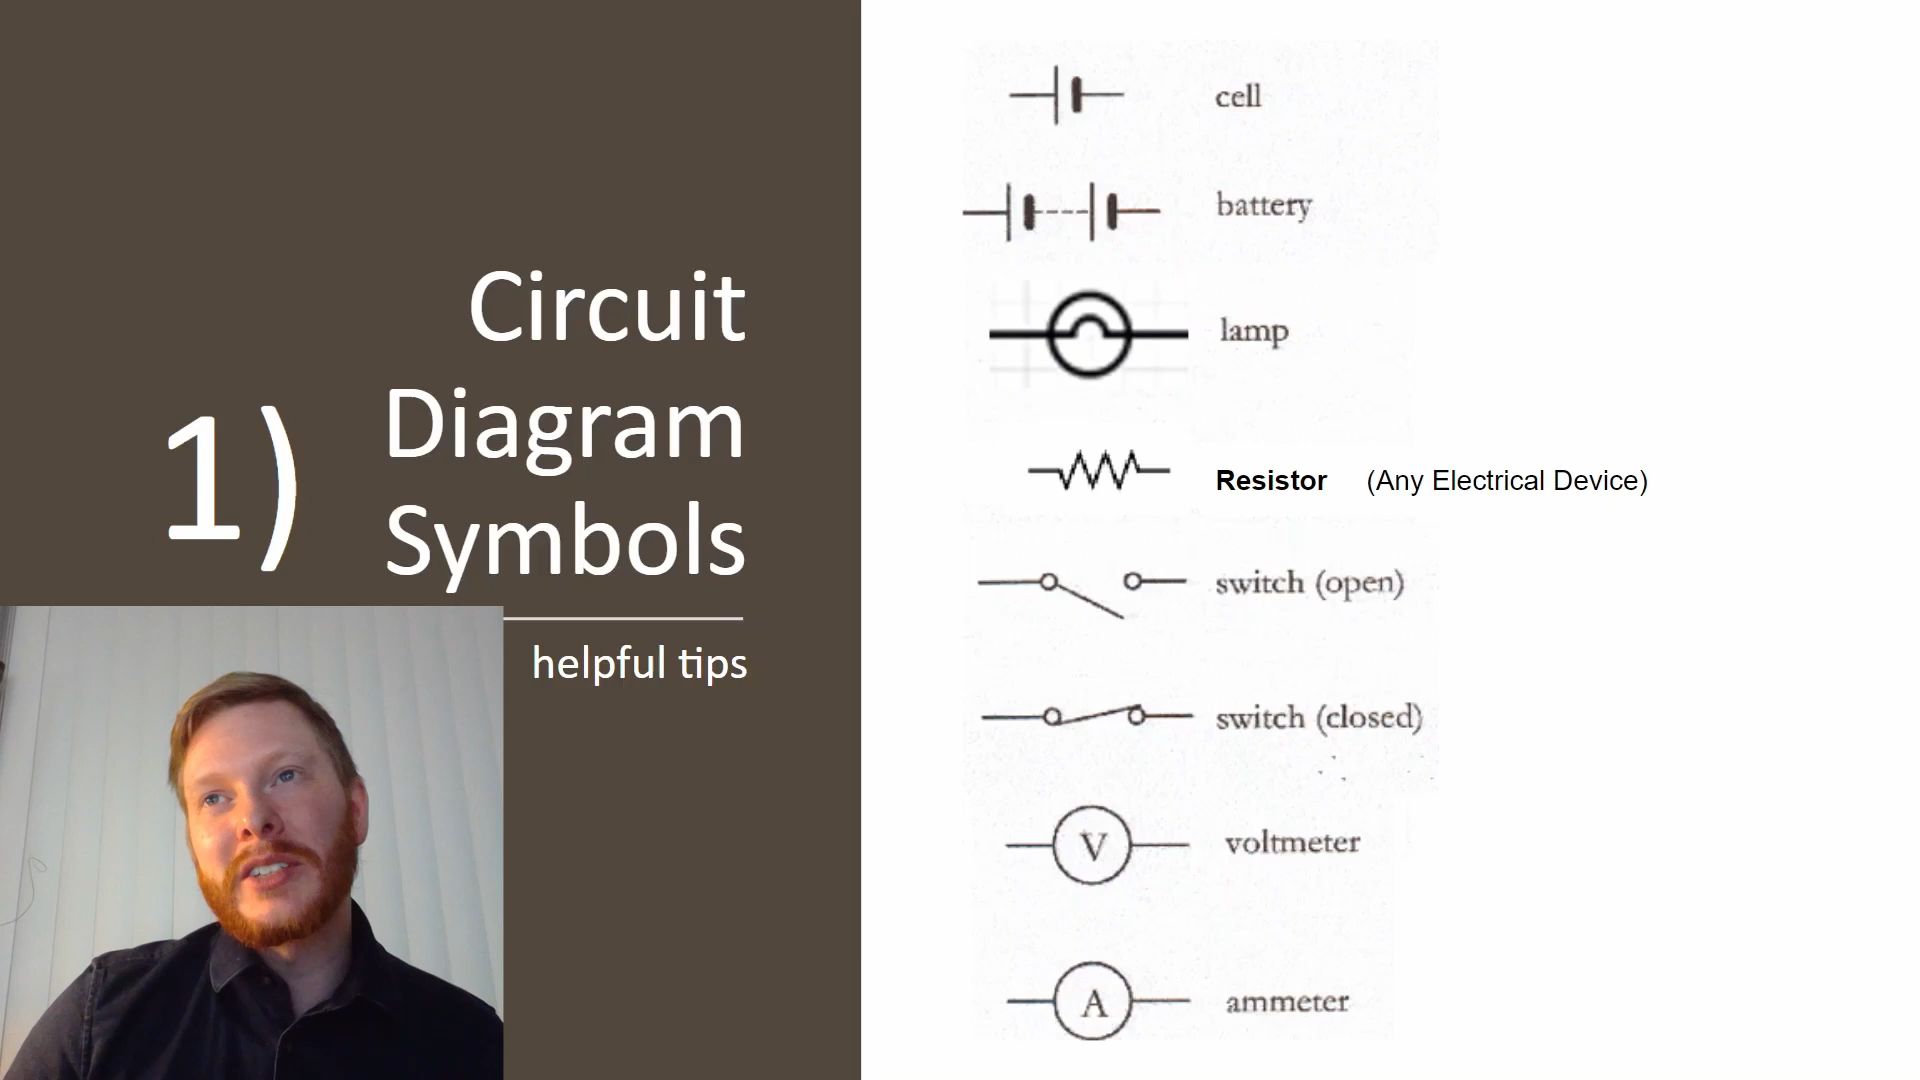 1)
Circuit
Diagram
Symbols
helpful tips
cell
battery
lamp
Resistor (Any Electrical Device)
switch (open)
switch (closed)
V voltmeter
A ammeter